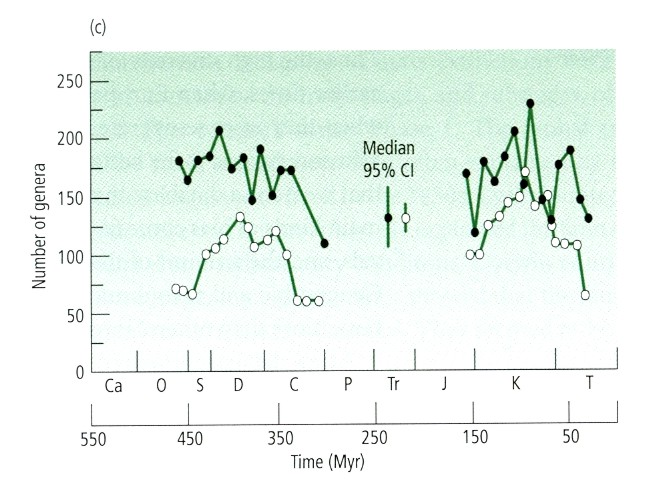 (c)
Number of genera
250
200
150
100
50
0
Median
95% CI
Ca O S D C P Tr J K T
550 450 350 250 150 50
Time (Myr)